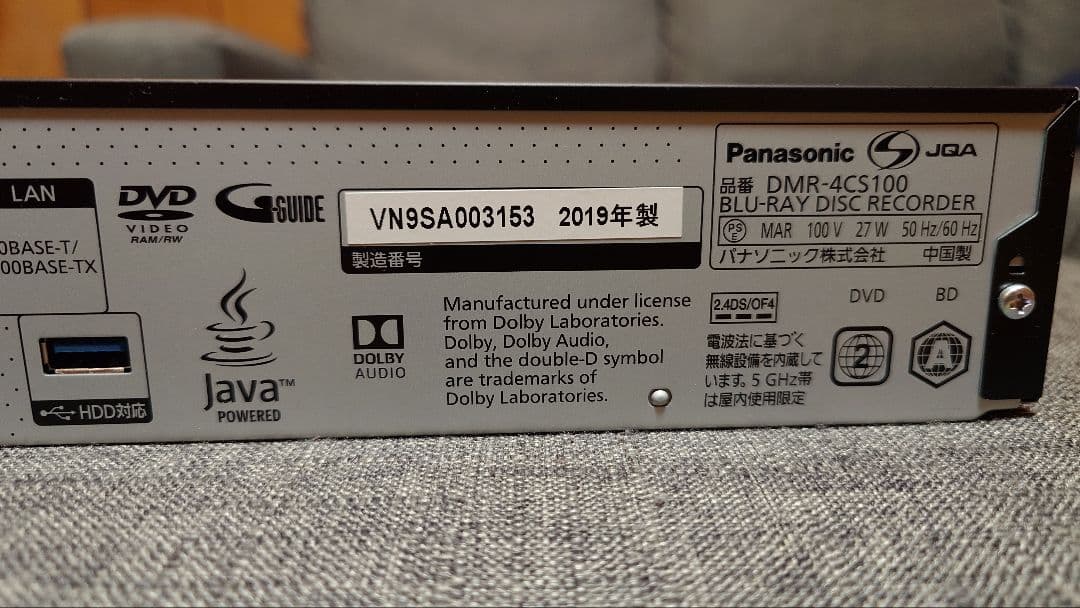 LAN
0BASE-T/
00BASE-TX
HDD対応
DVD
VIDEO
RAM/RW
G-GUIDE
Java™
POWERED
VN9SA003153 2019年製
製造番号
DOLBY
AUDIO
Manufactured under license
from Dolby Laboratories.
Dolby, Dolby Audio,
and the double-D symbol
are trademarks of
Dolby Laboratories.
Panasonic JQA
品番 DMR-4CS100
BLU-RAY DISC RECORDER
PSE MAR 100 V 27 W 50 Hz/60 Hz
パナソニック株式会社 中国製
2.4DS/OF4
電波法に基づく
無線設備を内蔵して
います。5 GHz帯
は屋内使用限定
DVD BD
2 A